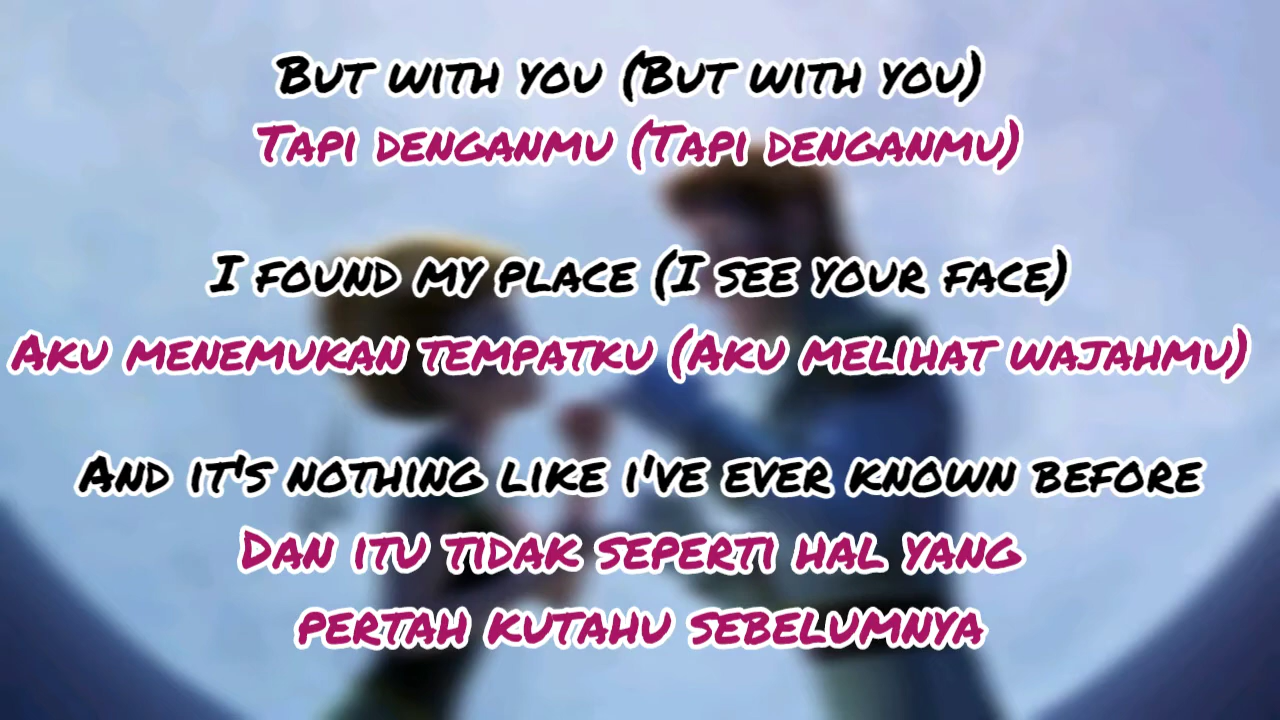 But with you (But with you)
Tapi denganmu (Tapi denganmu)
I found my place (I see your face)
Aku menemukan tempatku (Aku melihat wajahmu)
And it's nothing like i've ever known before
Dan itu tidak seperti hal yang
pertah kutahu sebelumnya